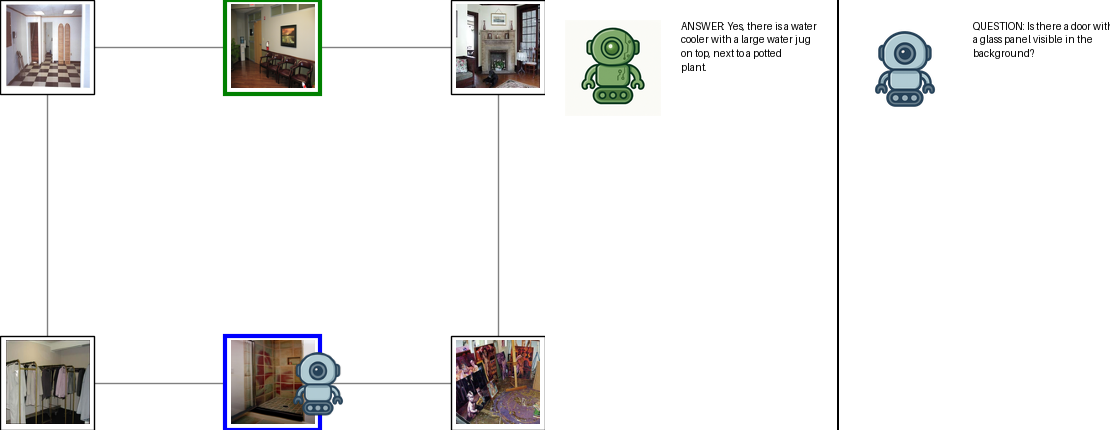 ANSWER: Yes, there is a water
cooler with a large water jug
on top, next to a potted
plant.
QUESTION: Is there a door with
a glass panel visible in the
background?